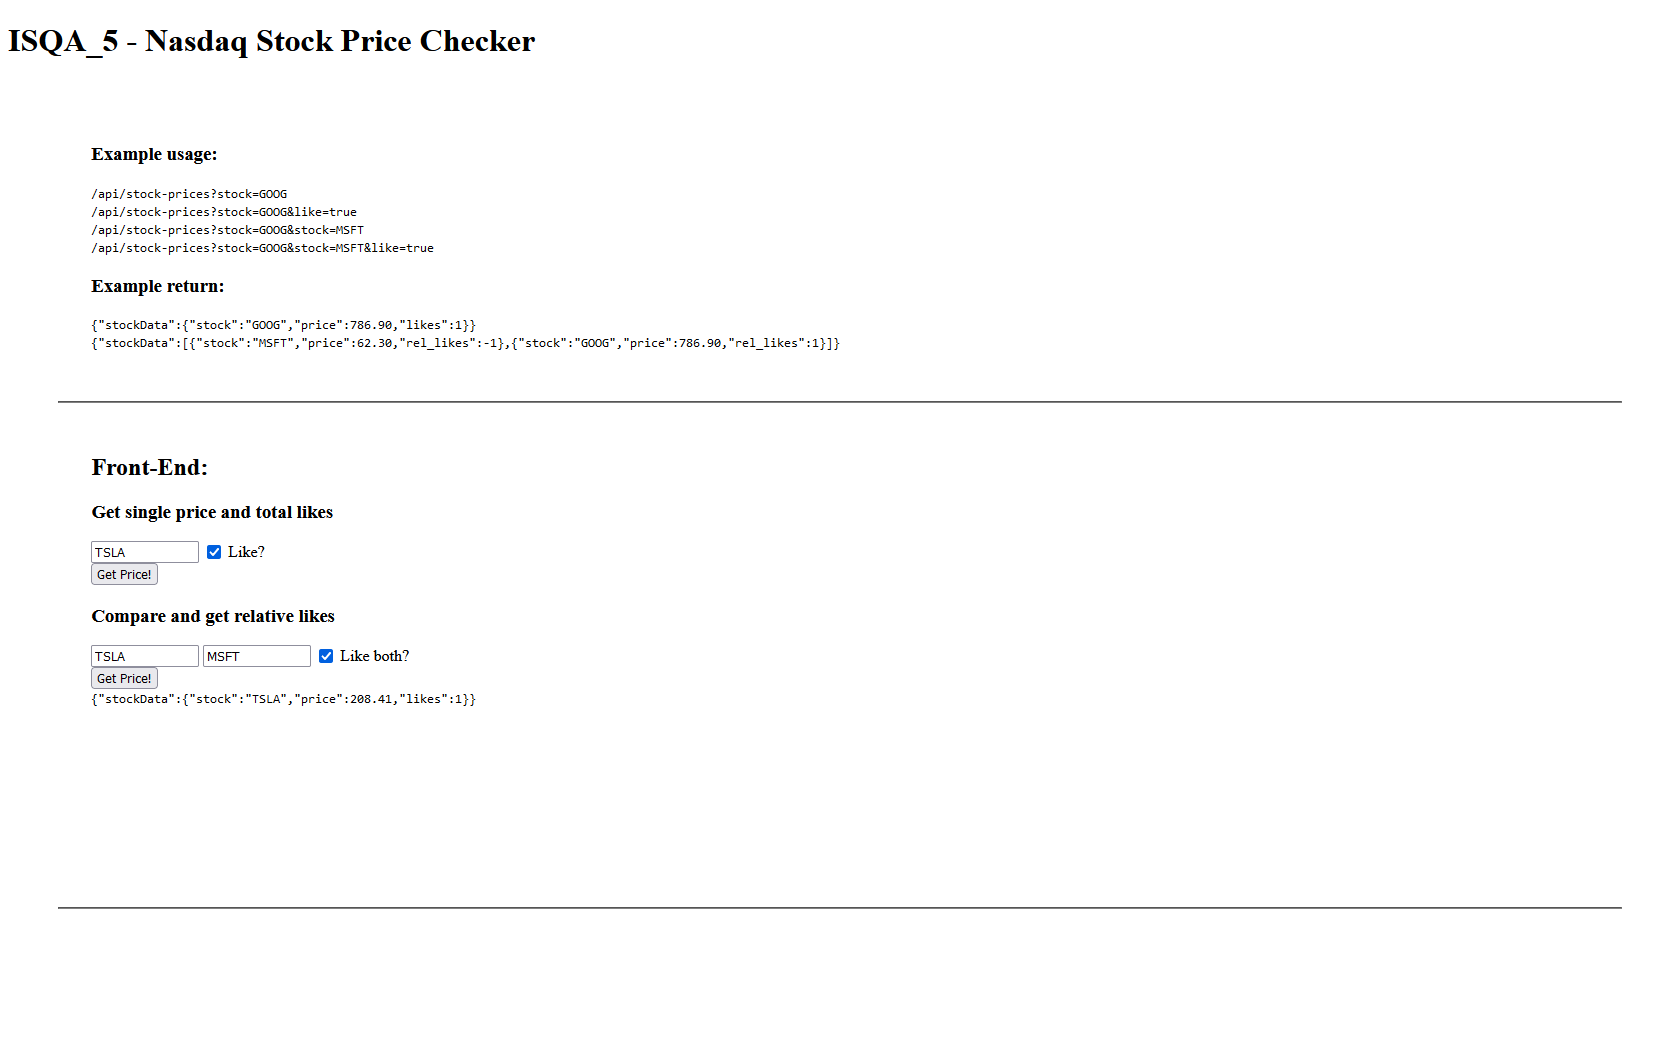 ISQA_5 - Nasdaq Stock Price Checker
Example usage:
/api/stock-prices?stock=GOOG
/api/stock-prices?stock=GOOG&like=true
/api/stock-prices?stock=GOOG&stock=MSFT
/api/stock-prices?stock=GOOG&stock=MSFT&like=true
Example return:
{"stockData":{"stock":"GOOG","price":786.90,"likes":1}}
{"stockData":[{"stock":"MSFT","price":62.30,"rel_likes":-1},{"stock":"GOOG","price":786.90,"rel_likes":1}]}
Front-End:
Get single price and total likes
TSLA Like?
Get Price!
Compare and get relative likes
TSLA MSFT Like both?
Get Price!
{"stockData":{"stock":"TSLA","price":208.41,"likes":1}}